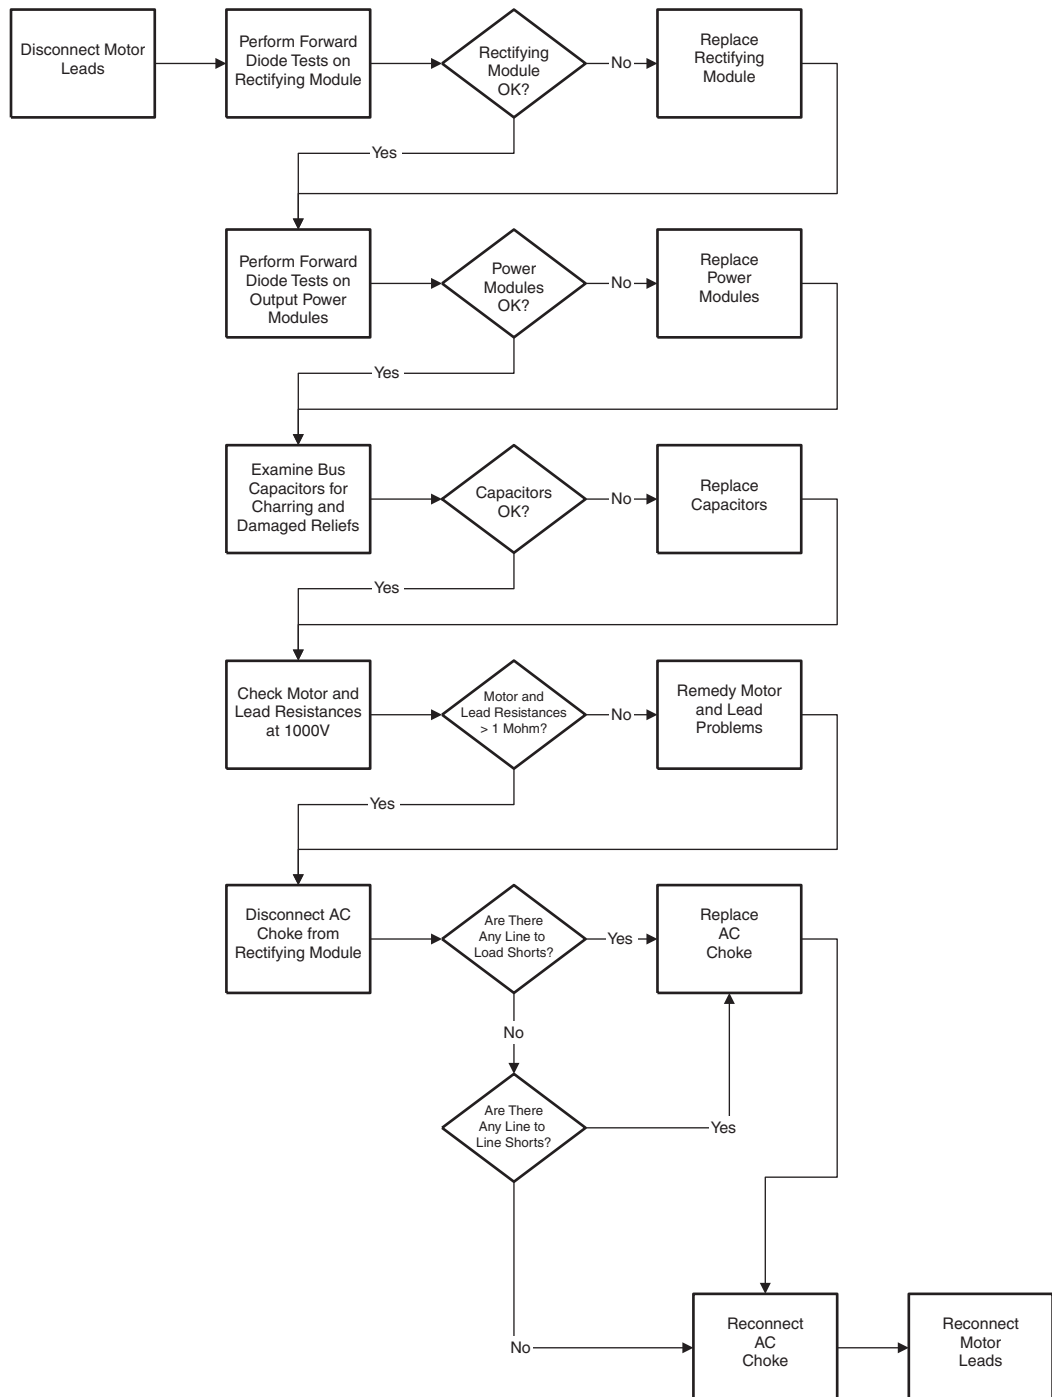 Disconnect Motor
Leads
Perform Forward
Diode Tests on
Rectifying Module
Rectifying
Module
OK?
No
Replace
Rectifying
Module
Yes
Perform Forward
Diode Tests on
Output Power
Modules
Power
Modules
OK?
No
Replace
Power
Modules
Yes
Examine Bus
Capacitors for
Charring and
Damaged Reliefs
Capacitors
OK?
No
Replace
Capacitors
Yes
Check Motor and
Lead Resistances
at 1000V
Motor and
Lead Resistances
> 1 Mohm?
No
Remedy Motor
and Lead
Problems
Yes
Disconnect AC
Choke from
Rectifying Module
Are There
Any Line to
Load Shorts?
Yes
Replace
AC
Choke
No
Are There
Any Line to
Line Shorts?
Yes
No
Reconnect
AC
Choke
Reconnect
Motor
Leads